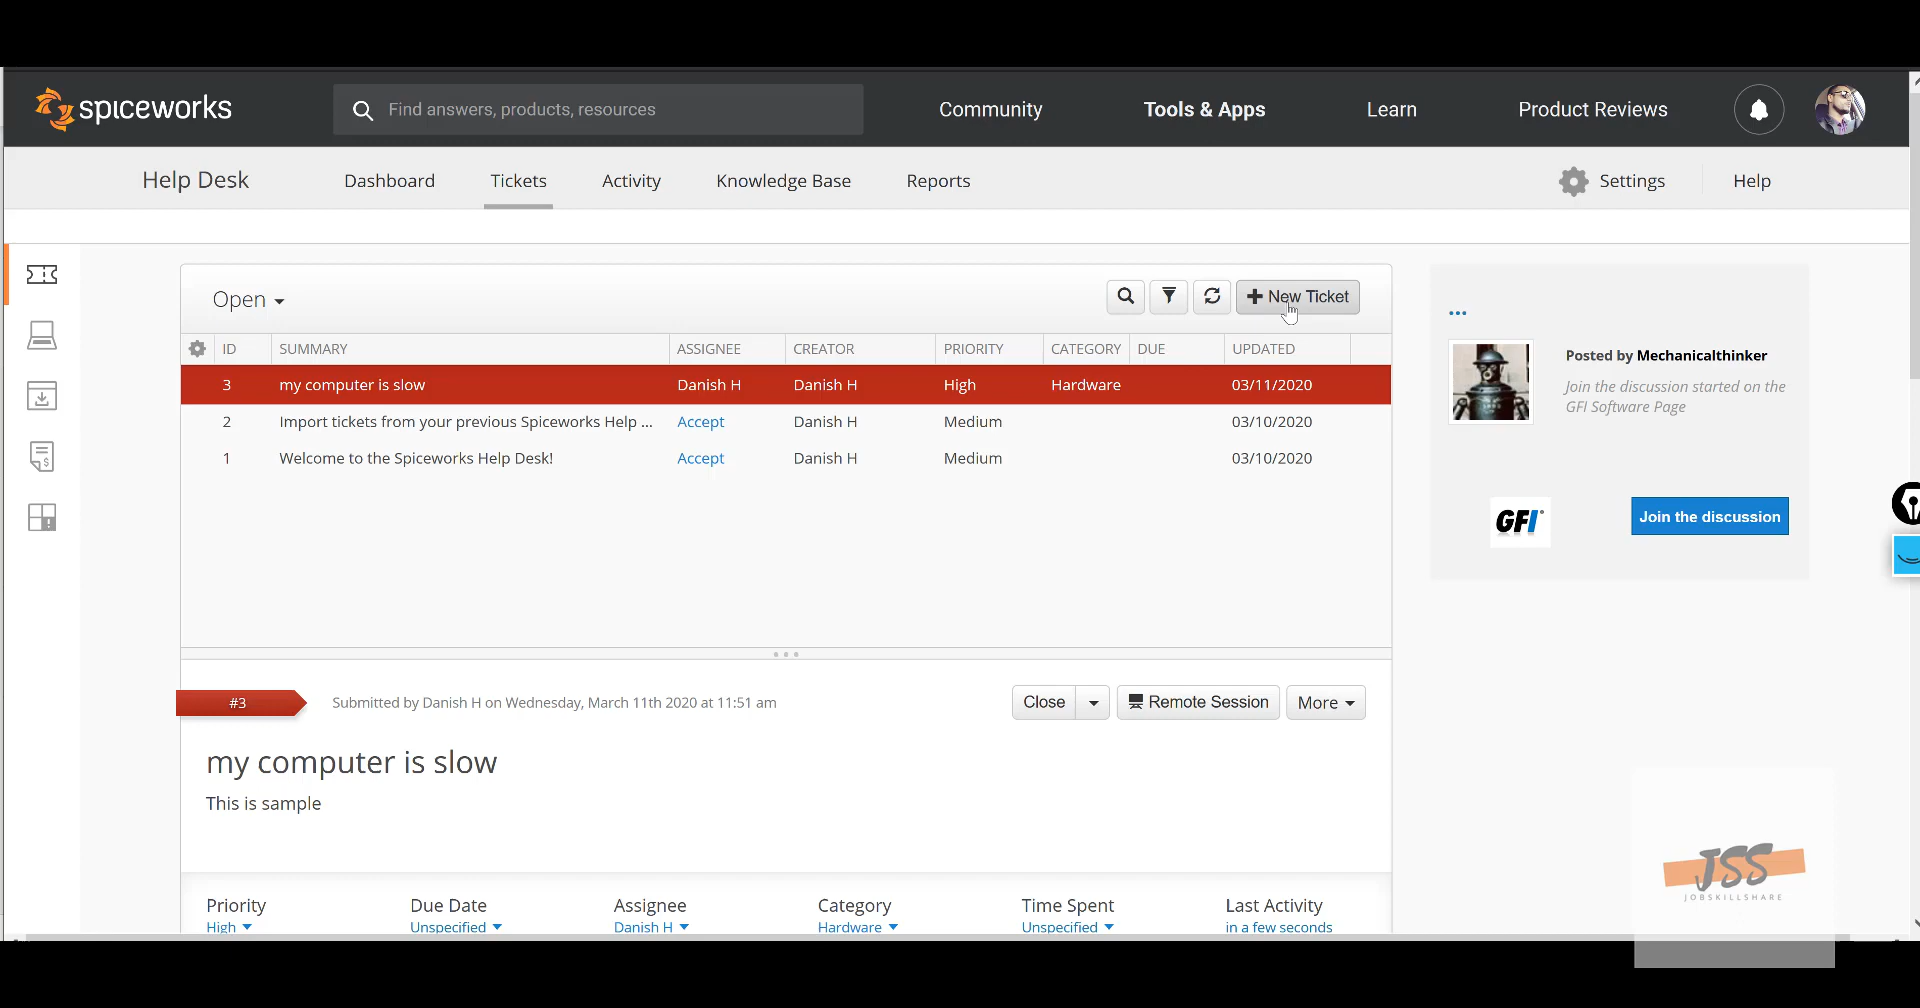 spiceworks
Find answers, products, resources
Community
Tools & Apps
Learn
Product Reviews
Help Desk
Dashboard
Tickets
Activity
Knowledge Base
Reports
Settings
Help
Open
New Ticket
ID SUMMARY ASSIGNEE CREATOR PRIORITY CATEGORY DUE UPDATED
3 my computer is slow Danish H Danish H High Hardware 03/11/2020
2 Import tickets from your previous Spiceworks Help ... Accept Danish H Medium 03/10/2020
1 Welcome to the Spiceworks Help Desk! Accept Danish H Medium 03/10/2020
...
Posted by Mechanicalthinker
Join the discussion started on the
GFI Software Page
GFI
Join the discussion
#3
Submitted by Danish H on Wednesday, March 11th 2020 at 11:51 am
Close
Remote Session
More
my computer is slow
This is sample
Priority Due Date Assignee Category Time Spent Last Activity
High Unspecified Danish H Hardware Unspecified in a few seconds
JSS
JOBSKILLSHARE